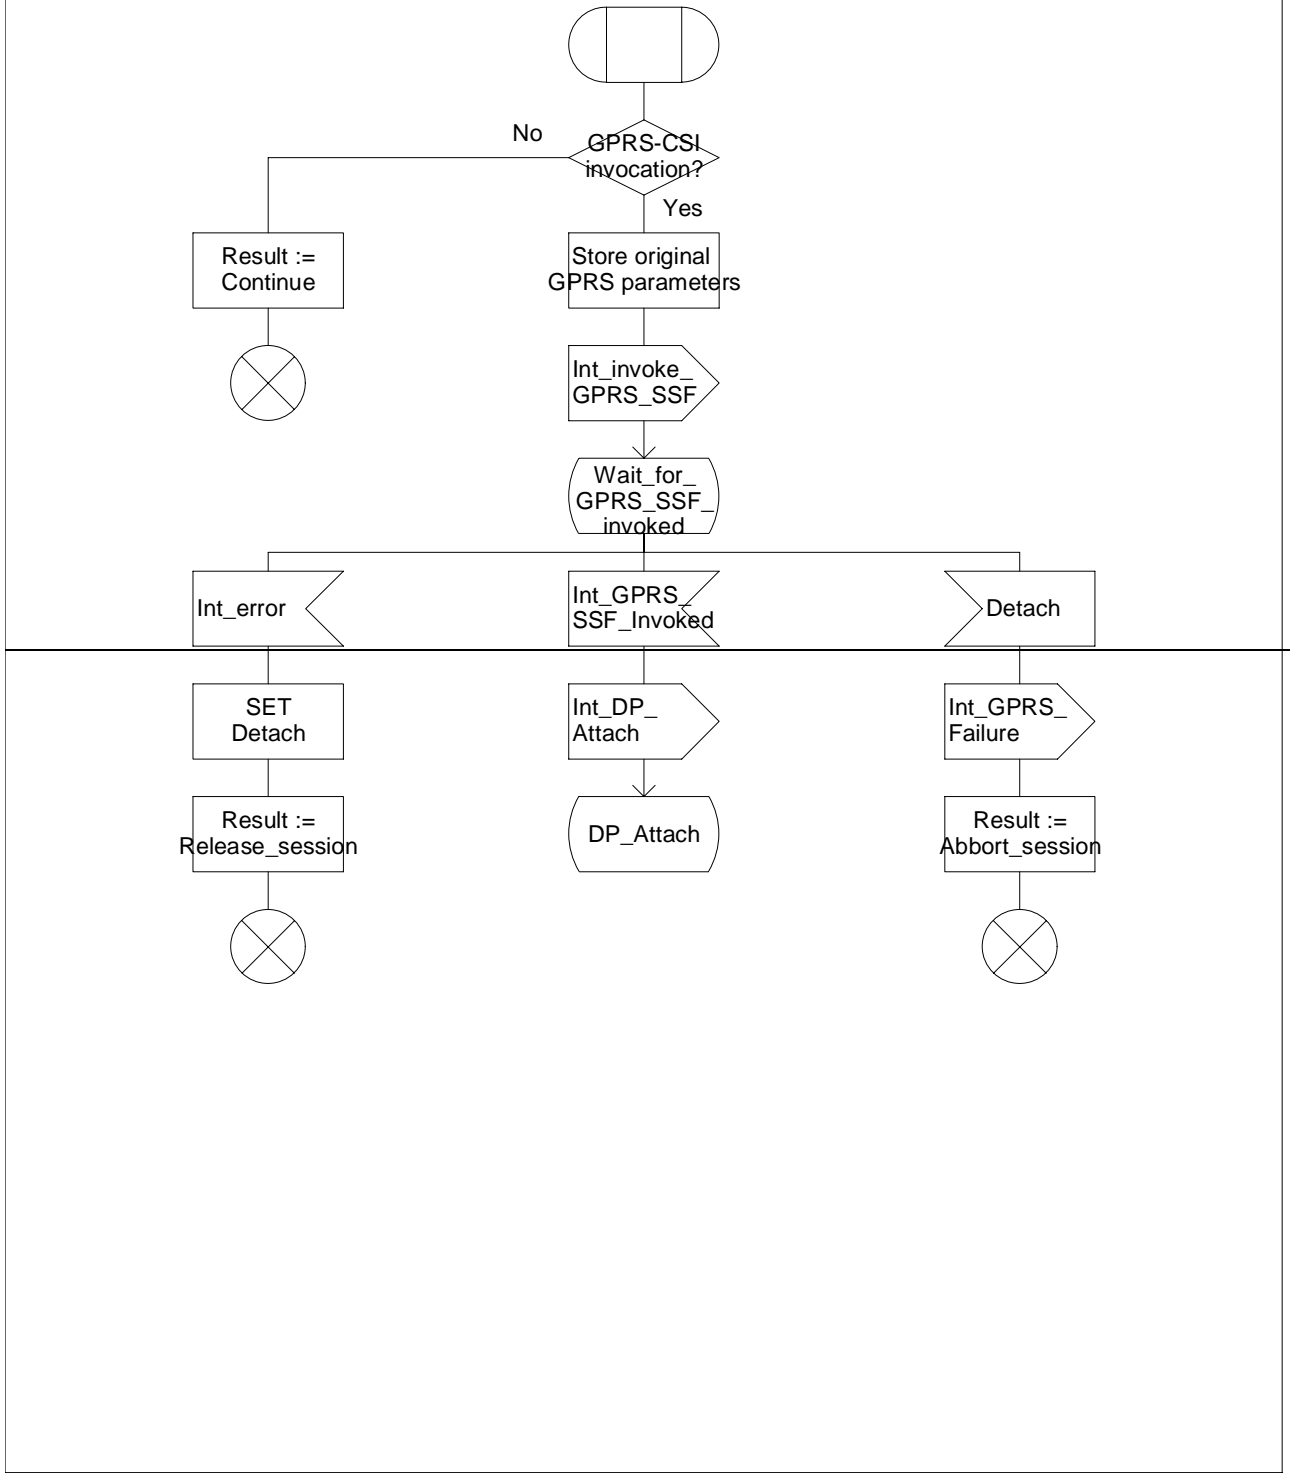 No
GPRS-CSI
invocation?
Yes
Result :=
Continue
Store original
GPRS parameters
Int_invoke_
GPRS_SSF
Wait_for_
GPRS_SSF_
invoked
Int_error
Int_GPRS_
SSF_Invoked
Detach
SET
Detach
Int_DP_
Attach
Int_GPRS_
Failure
Result :=
Release_session
DP_Attach
Result :=
Abbort_session